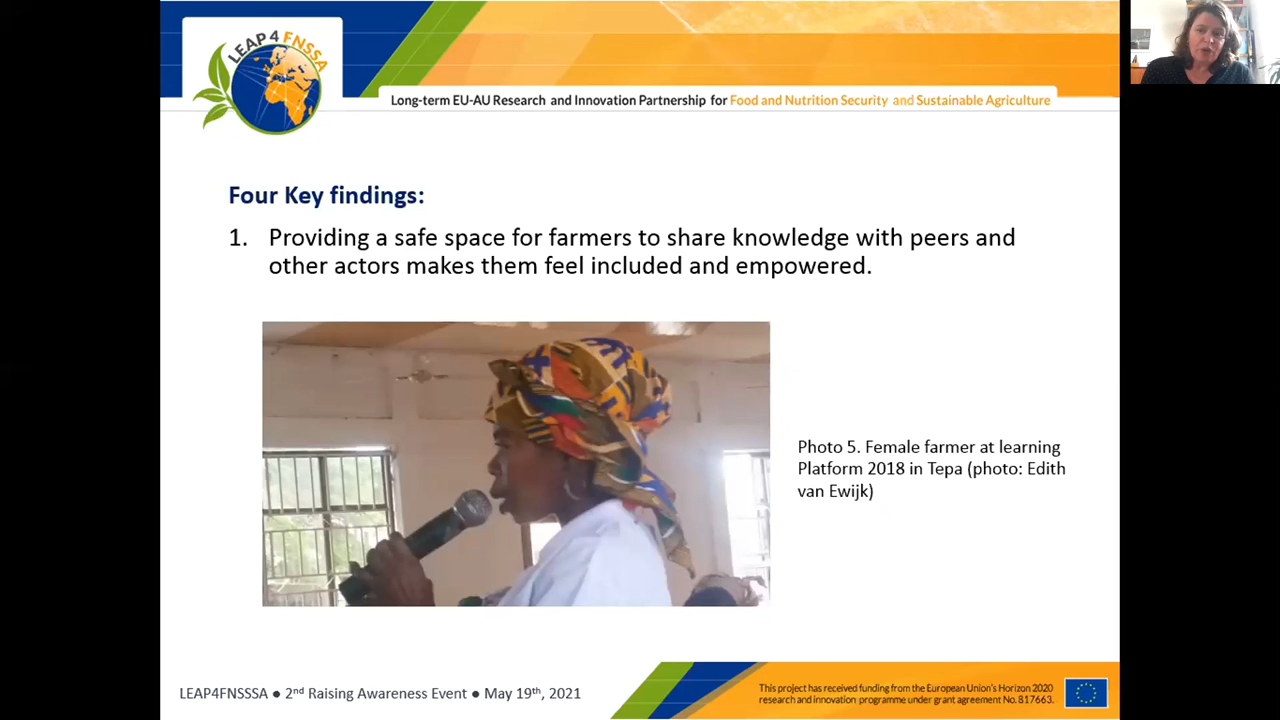 LEAP 4 FNSSA
Long-term EU-AU Research and Innovation Partnership for Food and Nutrition Security and Sustainable Agriculture
Four Key findings:
1. Providing a safe space for farmers to share knowledge with peers and
other actors makes them feel included and empowered.
Photo 5. Female farmer at learning
Platform 2018 in Tepa (photo: Edith
van Ewijk)
LEAP4FNSSSA ● 2nd Raising Awareness Event ● May 19th, 2021
This project has received funding from the European Union's Horizon 2020
research and innovation programme under grant agreement No.817663.